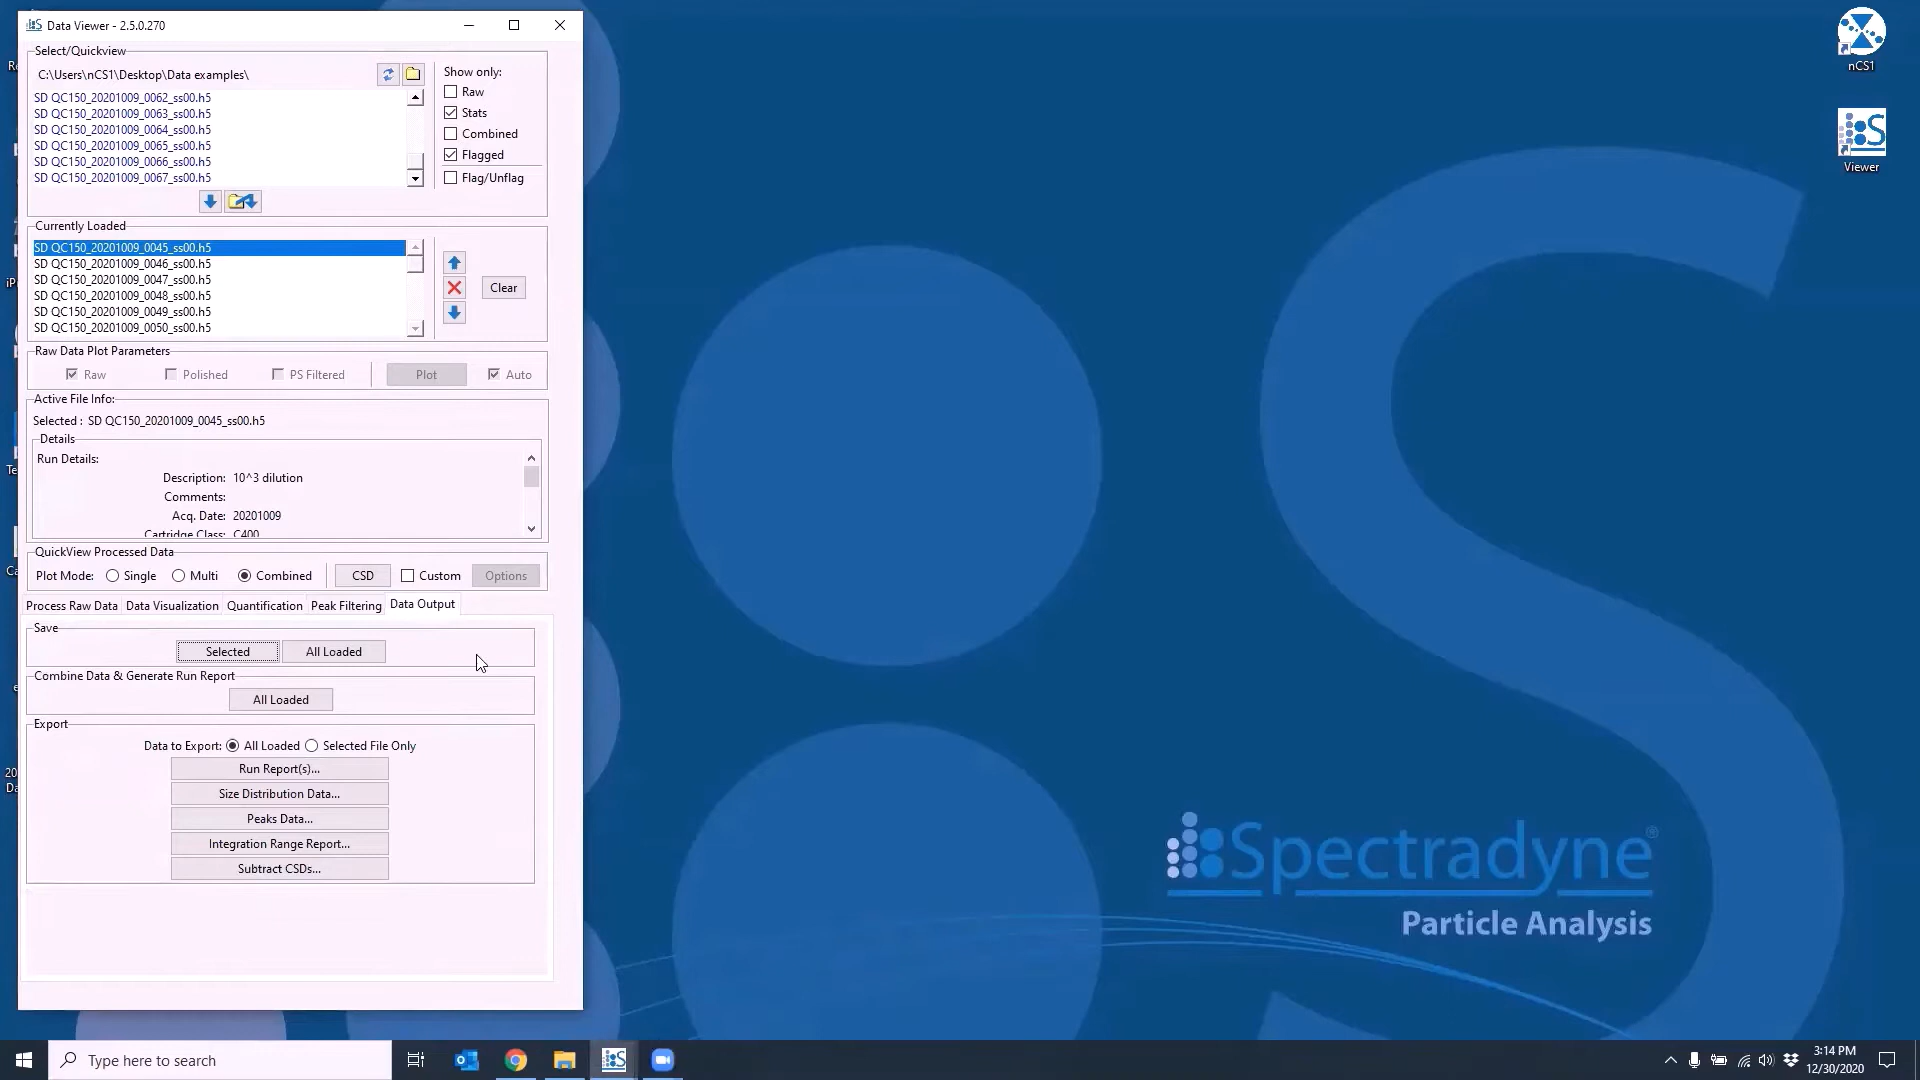 Data Viewer - 2.5.0.270
Select/Quickview
C:\Users\nCS1\Desktop\Data examples\
SD QC150_20201009_0062_ss00.h5
SD QC150_20201009_0063_ss00.h5
SD QC150_20201009_0064_ss00.h5
SD QC150_20201009_0065_ss00.h5
SD QC150_20201009_0066_ss00.h5
SD QC150_20201009_0067_ss00.h5
Show only:
Raw
Stats
Combined
Flagged
Flag/Unflag
Currently Loaded
SD QC150_20201009_0045_ss00.h5
SD QC150_20201009_0046_ss00.h5
SD QC150_20201009_0047_ss00.h5
SD QC150_20201009_0048_ss00.h5
SD QC150_20201009_0049_ss00.h5
SD QC150_20201009_0050_ss00.h5
Clear
Raw Data Plot Parameters
Raw Polished PS Filtered Plot Auto
Active File Info:
Selected : SD QC150_20201009_0045_ss00.h5
Details
Run Details:
Description: 10^3 dilution
Comments:
Acq. Date: 20201009
Cartridge Class: C400
QuickView Processed Data
Plot Mode: Single Multi Combined CSD Custom Options
Process Raw Data Data Visualization Quantification Peak Filtering Data Output
Save
Selected All Loaded
Combine Data & Generate Run Report
All Loaded
Export
Data to Export: All Loaded Selected File Only
Run Report(s)...
Size Distribution Data...
Peaks Data...
Integration Range Report...
Subtract CSDs...
nCS1
Viewer
Spectradyne®
Particle Analysis
Type here to search
3:14 PM
12/30/2020